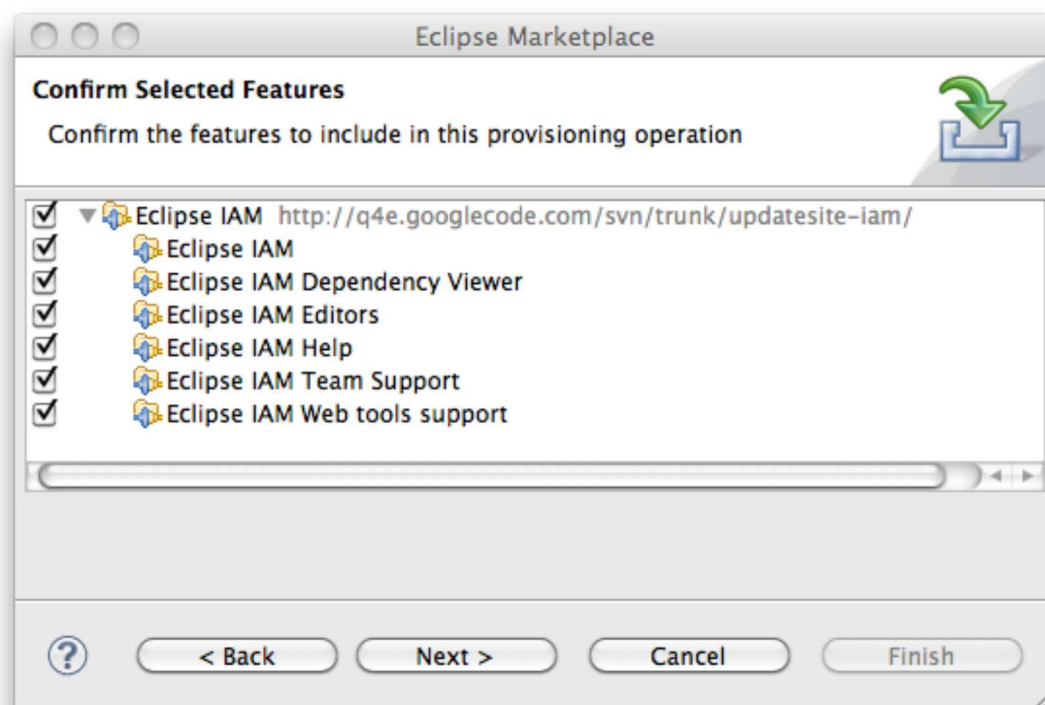 Eclipse Marketplace
Confirm Selected Features
Confirm the features to include in this provisioning operation
Eclipse IAM http://q4e.googlecode.com/svn/trunk/updatesite-iam/
Eclipse IAM
Eclipse IAM Dependency Viewer
Eclipse IAM Editors
Eclipse IAM Help
Eclipse IAM Team Support
Eclipse IAM Web tools support
? < Back Next > Cancel Finish